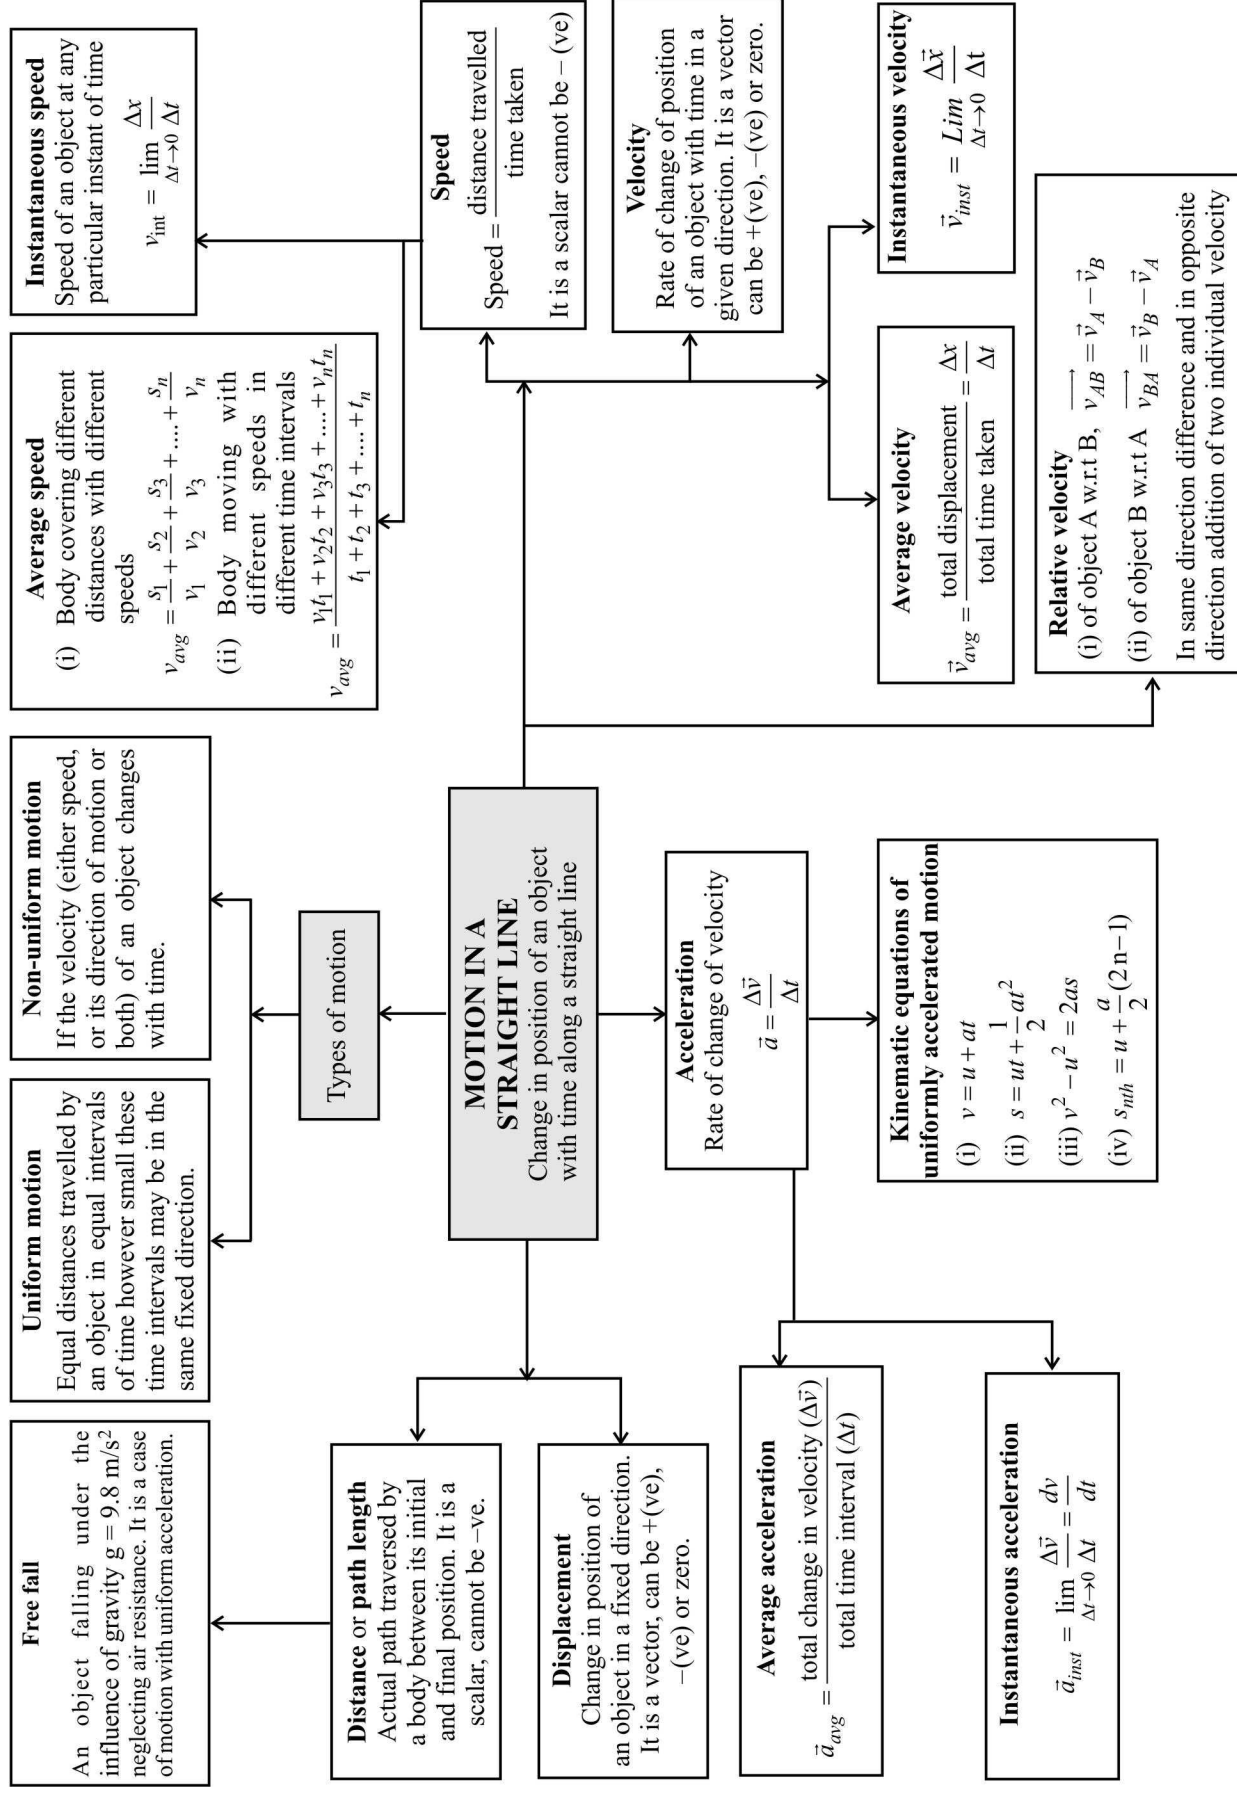 Free fall
An object falling under the
influence of gravity g = 9.8 m/s²
neglecting air resistance. It is a case
of motion with uniform acceleration.
Uniform motion
Equal distances travelled by
an object in equal intervals
of time however small these
time intervals may be in the
same fixed direction.
Non-uniform motion
If the velocity (either speed,
or its direction of motion or
both) of an object changes
with time.
Average speed
(i) Body covering different
distances with different
speeds
v_avg = s₁/v₁ + s₂/v₂ + s₃/v₃ + .... + sₙ/vₙ
(ii) Body moving with
different speeds in
different time intervals
v_avg = (v₁t₁ + v₂t₂ + v₃t₃ + .... + vₙtₙ)/(t₁ + t₂ + t₃ + .... + tₙ)
Instantaneous speed
Speed of an object at any
particular instant of time
v_int = lim_{Δt→0} Δx/Δt
Types of motion
Distance or path length
Actual path traversed by
a body between its initial
and final position. It is a
scalar, cannot be –ve.
MOTION IN A
STRAIGHT LINE
Change in position of an object
with time along a straight line
Speed
Speed = distance travelled/time taken
It is a scalar cannot be – (ve)
Displacement
Change in position of
an object in a fixed direction.
It is a vector, can be +(ve),
–(ve) or zero.
Acceleration
Rate of change of velocity
a⃗ = Δv⃗/Δt
Velocity
Rate of change of position
of an object with time in a
given direction. It is a vector
can be +(ve), –(ve) or zero.
Average acceleration
a⃗_avg = total change in velocity (Δv⃗)/total time interval (Δt)
Kinematic equations of
uniformly accelerated motion
(i) v = u + at
(ii) s = ut + 1/2 at²
(iii) v² – u² = 2as
(iv) s_nth = u + a/2 (2n–1)
Average velocity
v⃗_avg = total displacement/total time taken = Δx/Δt
Instantaneous velocity
v⃗_inst = Lim_{Δt→0} Δx⃗/Δt
Instantaneous acceleration
a⃗_inst = lim_{Δt→0} Δv⃗/Δt = dv/dt
Relative velocity
(i) of object A w.r.t B, v⃗_AB = v⃗_A – v⃗_B
(ii) of object B w.r.t A v⃗_BA = v⃗_B – v⃗_A
In same direction difference and in opposite
direction addition of two individual velocity